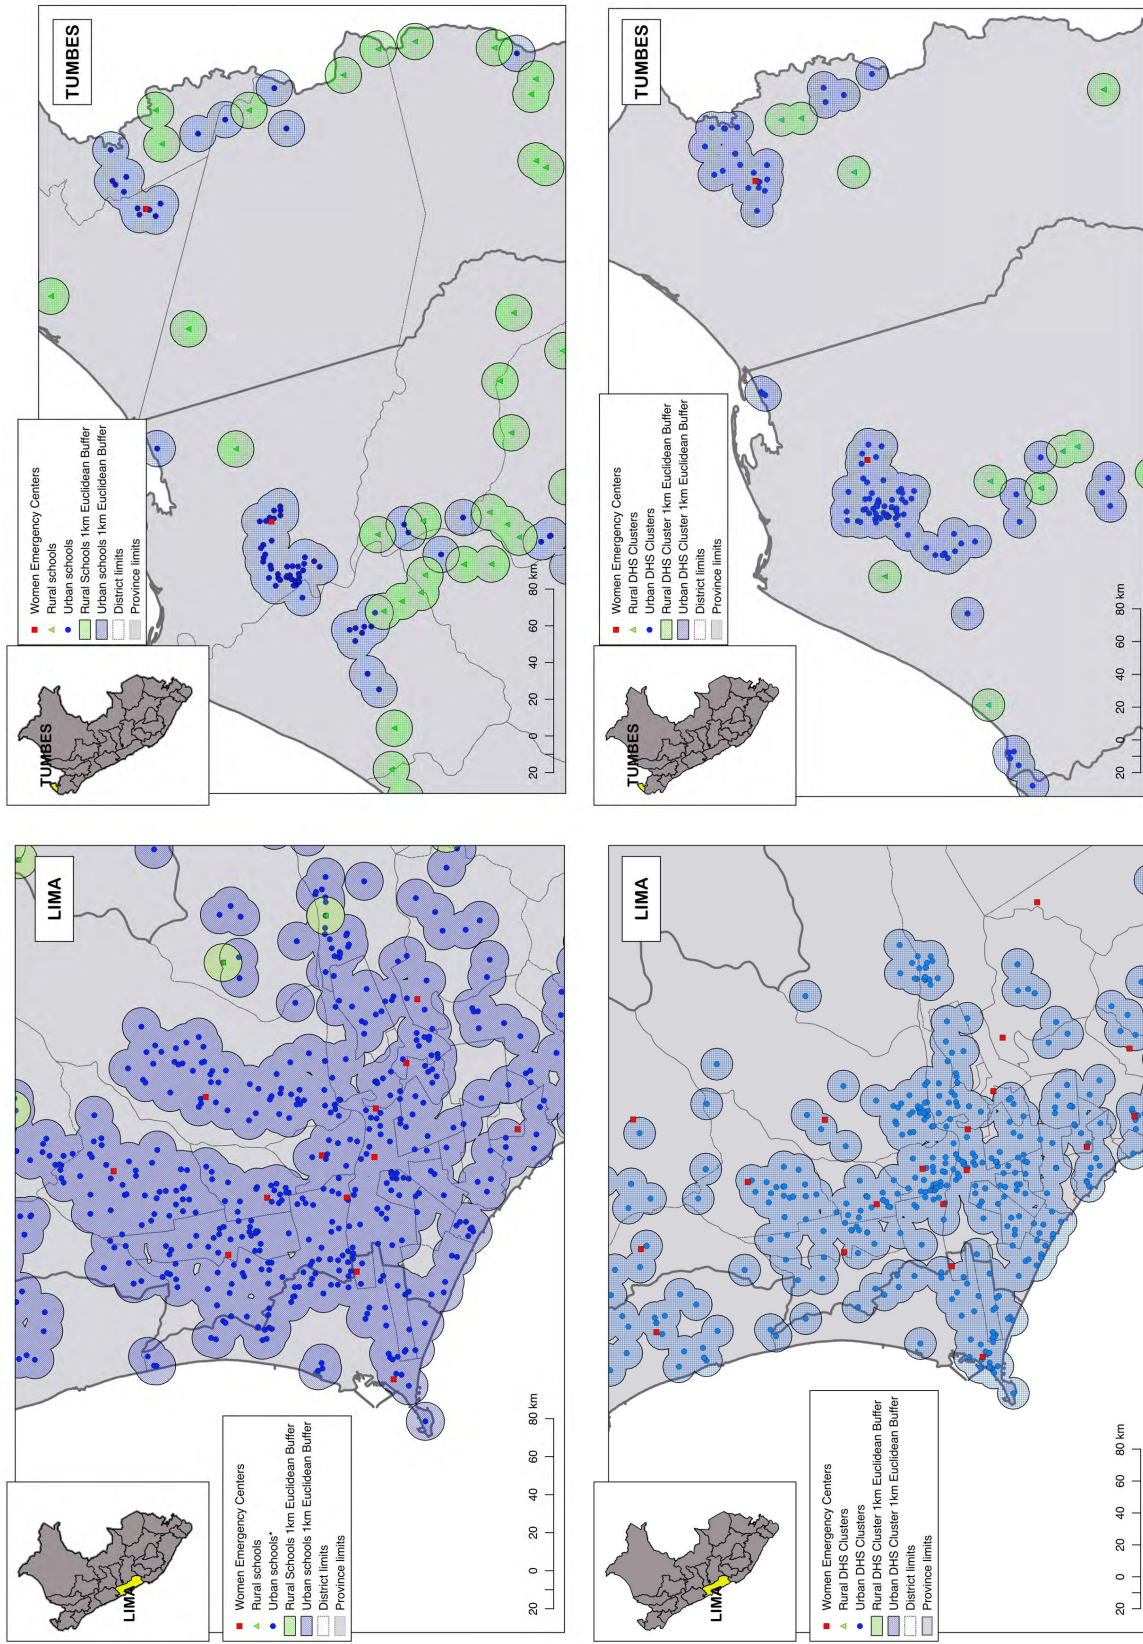 LIMA
LIMA
Women Emergency Centers
Rural schools
Urban schools*
Rural Schools 1km Euclidean Buffer
Urban schools 1km Euclidean Buffer
District limits
Province limits
20 0 20 40 60 80 km
TUMBES
TUMBES
Women Emergency Centers
Rural schools
Urban schools
Rural Schools 1km Euclidean Buffer
Urban schools 1km Euclidean Buffer
District limits
Province limits
20 0 20 40 60 80 km
LIMA
LIMA
Women Emergency Centers
Rural DHS Clusters
Urban DHS Clusters
Rural DHS Cluster 1km Euclidean Buffer
Urban DHS Cluster 1km Euclidean Buffer
District limits
Province limits
20 0 20 40 60 80 km
TUMBES
TUMBES
Women Emergency Centers
Rural DHS Clusters
Urban DHS Clusters
Rural DHS Cluster 1km Euclidean Buffer
Urban DHS Cluster 1km Euclidean Buffer
District limits
Province limits
20 0 20 40 60 80 km